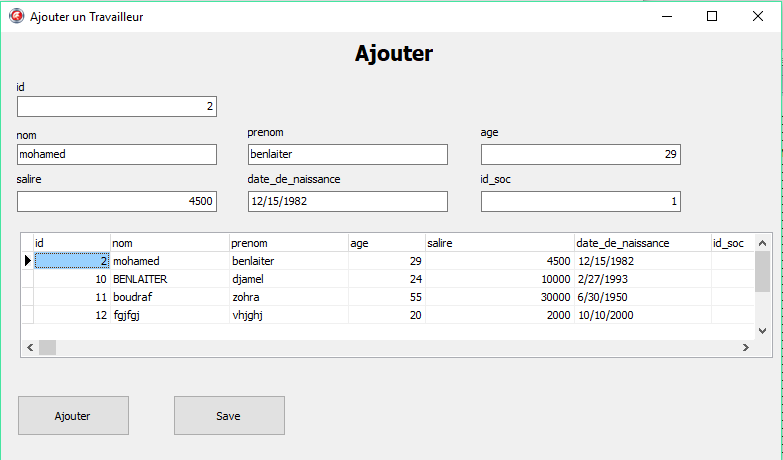 Ajouter un Travailleur
Ajouter
id
2
nom prenom age
mohamed benlaiter 29
salire date_de_naissance id_soc
4500 12/15/1982 1
id nom prenom age salire date_de_naissance id_soc
2 mohamed benlaiter 29 4500 12/15/1982
10 BENLAITER djamel 24 10000 2/27/1993
11 boudraf zohra 55 30000 6/30/1950
12 fgjfgj vhjghj 20 2000 10/10/2000
Ajouter Save